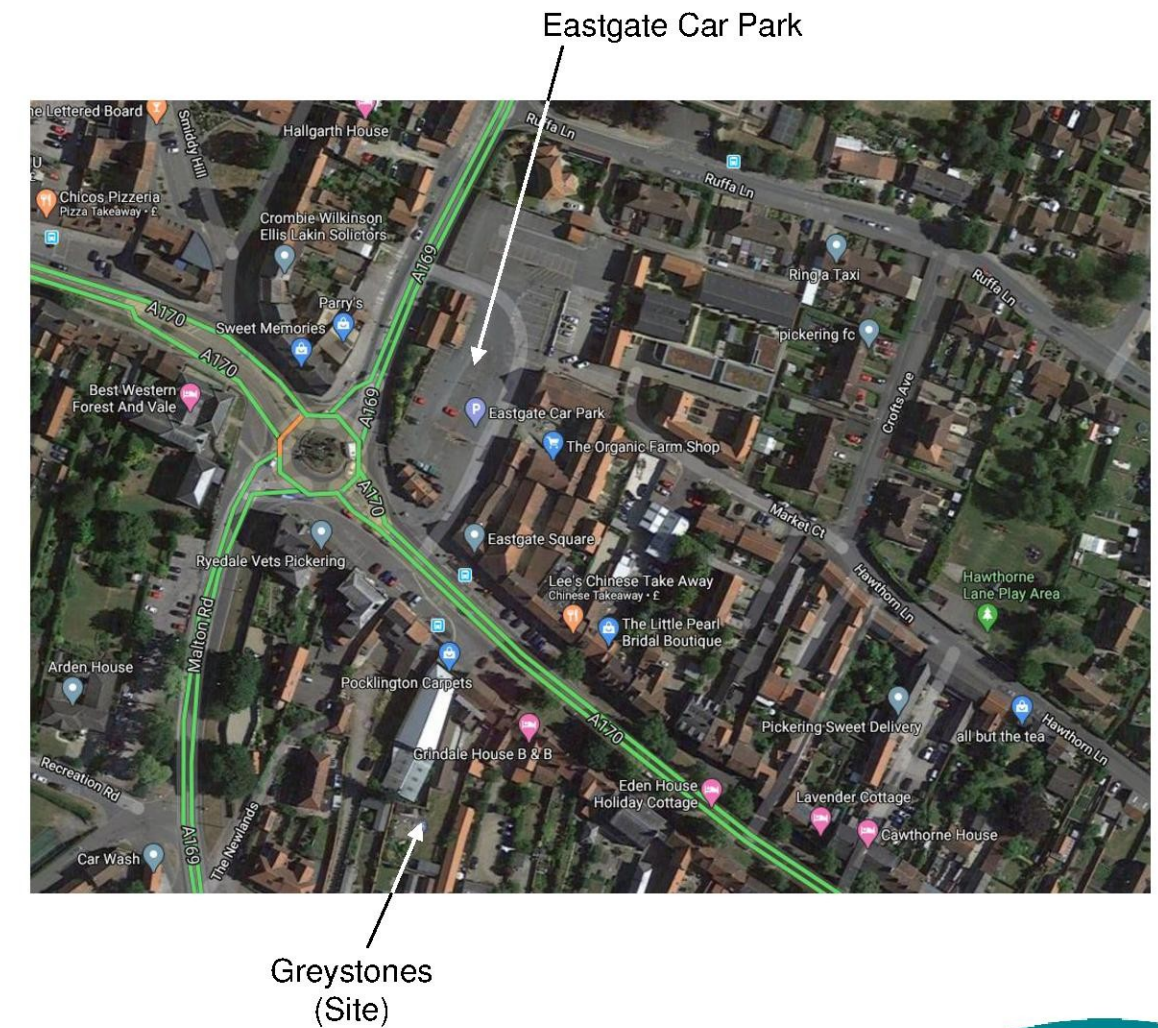 Eastgate Car Park
he Lettered Board
Smiddy Hill
Hallgarth House
Ruffa Ln
Ruffa Ln
Chicos Pizzeria
Pizza Takeaway • £
Crombie Wilkinson
Ellis Lakin Solictors
A169
Ring a Taxi
Ruffa Ln
A170
Parry's
Sweet Memories
pickering fc
A170
Best Western
Forest And Vale
A169
Crofts Ave
P
Eastgate Car Park
The Organic Farm Shop
A170
Market Ct
Eastgate Square
Ryedale Vets Pickering
Lee's Chinese Take Away
Chinese Takeaway • £
Hawthorn Ln
Hawthorne
Lane Play Area
The Little Pearl
Bridal Boutique
Malton Rd
Arden House
Pocklington Carpets
A170
Pickering Sweet Delivery
all but the tea
Hawthorn Ln
Grindale House B & B
Recreation Rd
Eden House
Holiday Cottage
Lavender Cottage
Cawthorne House
The Newlands
A169
Car Wash
Greystones
(Site)